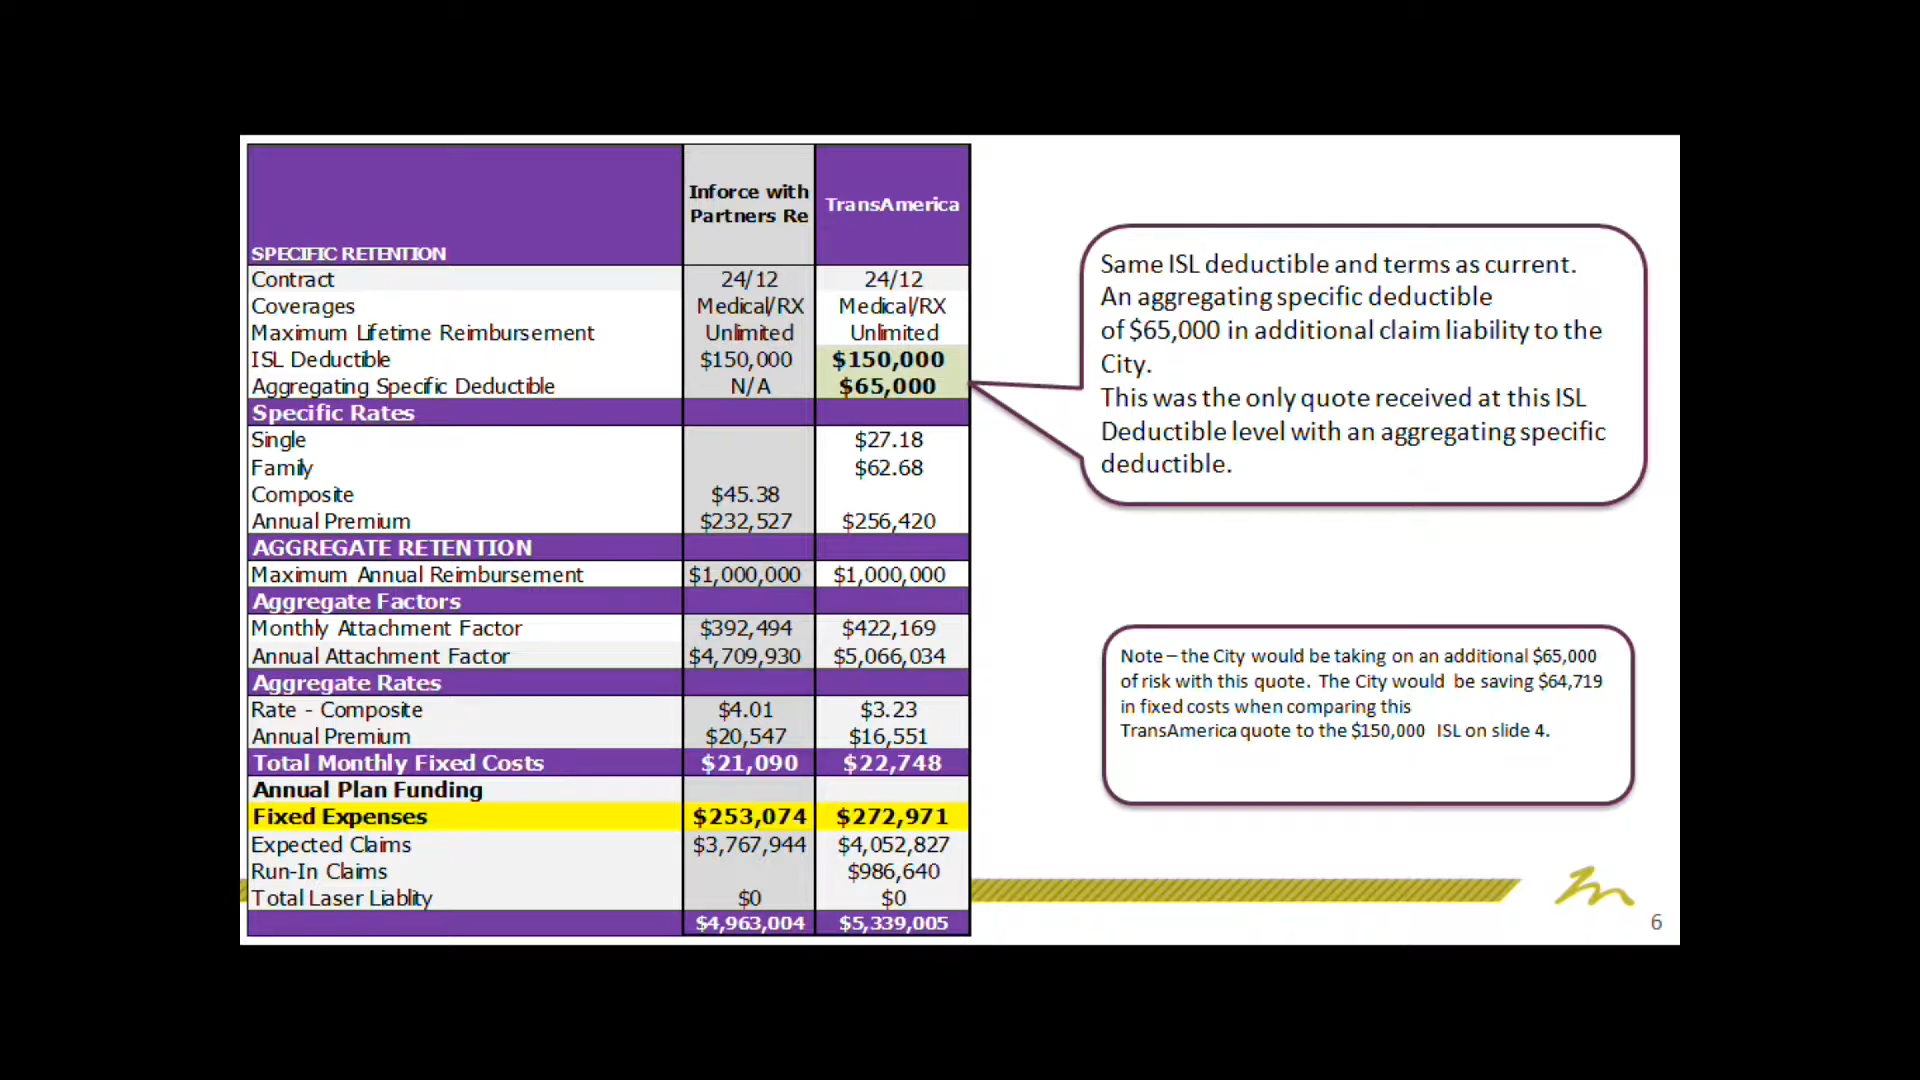 Inforce with
Partners Re
TransAmerica
SPECIFIC RETENTION
Contract 24/12 24/12
Coverages Medical/RX Medical/RX
Maximum Lifetime Reimbursement Unlimited Unlimited
ISL Deductible $150,000 $150,000
Aggregating Specific Deductible N/A $65,000
Specific Rates
Single $27.18
Family $62.68
Composite $45.38
Annual Premium $232,527 $256,420
AGGREGATE RETENTION
Maximum Annual Reimbursement $1,000,000 $1,000,000
Aggregate Factors
Monthly Attachment Factor $392,494 $422,169
Annual Attachment Factor $4,709,930 $5,066,034
Aggregate Rates
Rate - Composite $4.01 $3.23
Annual Premium $20,547 $16,551
Total Monthly Fixed Costs $21,090 $22,748
Annual Plan Funding
Fixed Expenses $253,074 $272,971
Expected Claims $3,767,944 $4,052,827
Run-In Claims $986,640
Total Laser Liablity $0 $0
$4,963,004 $5,339,005
Same ISL deductible and terms as current.
An aggregating specific deductible
of $65,000 in additional claim liability to the
City.
This was the only quote received at this ISL
Deductible level with an aggregating specific
deductible.
Note – the City would be taking on an additional $65,000
of risk with this quote. The City would be saving $64,719
in fixed costs when comparing this
TransAmerica quote to the $150,000 ISL on slide 4.
6